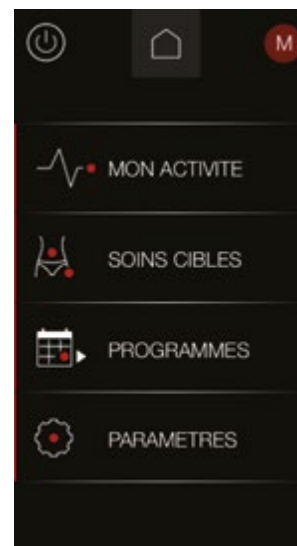 M
MON ACTIVITE
SOINS CIBLES
PROGRAMMES
PARAMETRES